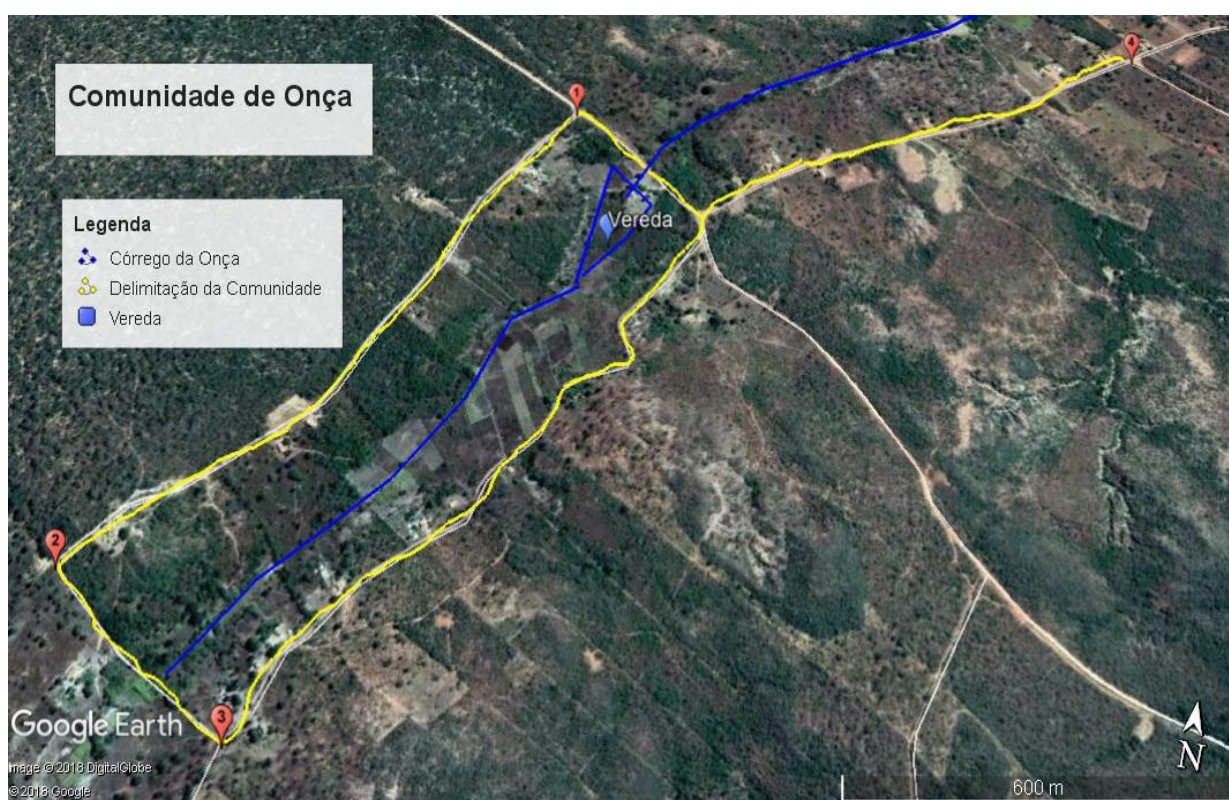 Comunidade de Onça
Legenda
Córrego da Onça
Delimitação da Comunidade
Vereda
1
4
Vereda
2
3
Google Earth
Image © 2018 DigitalGlobe
© 2018 Google
N
600 m